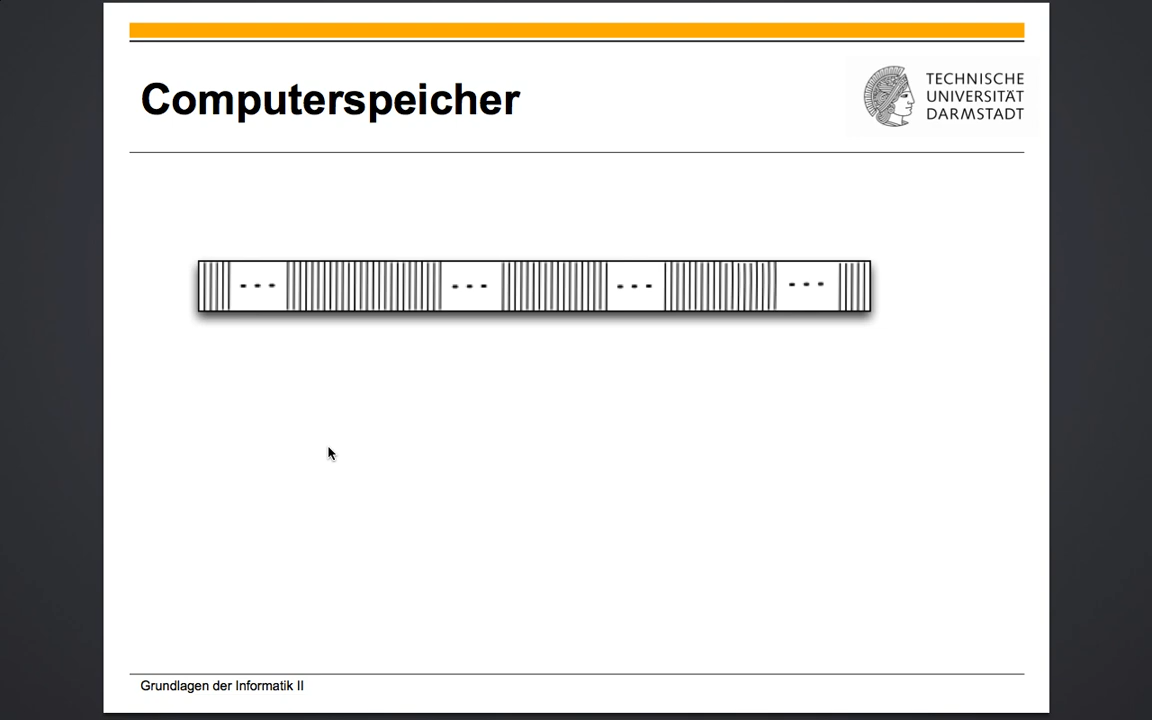 Computerspeicher
TECHNISCHE
UNIVERSITÄT
DARMSTADT
Grundlagen der Informatik II